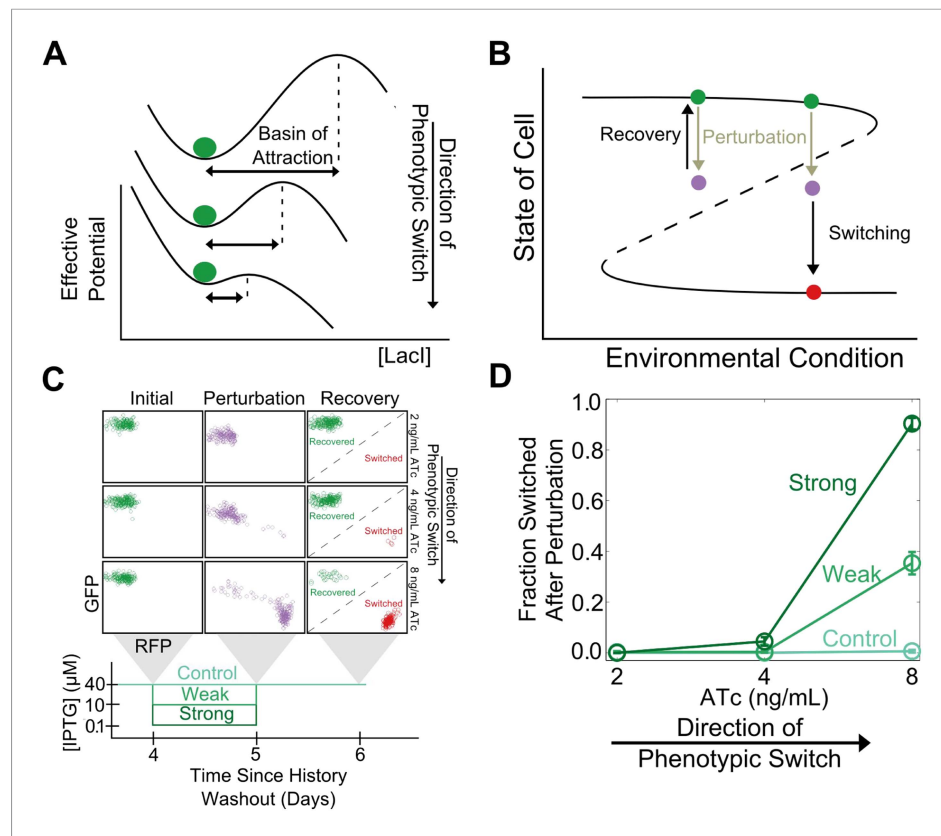 A
Basin of
Attraction
Direction of
Phenotypic Switch
Effective
Potential
[LacI]
B
State of Cell
Recovery
Perturbation
Switching
Environmental Condition
C
Initial
Perturbation
Recovery
Recovered
Switched
2 ng/mL ATc
Recovered
Switched
4 ng/mL ATc
Recovered
Switched
8 ng/mL ATc
Direction of
Phenotypic Switch
GFP
RFP
Control
Weak
Strong
[IPTG] (μM)
40
10
0.1
4
5
6
Time Since History
Washout (Days)
D
Fraction Switched
After Perturbation
1.0
0.8
0.6
0.4
0.2
0.0
Strong
Weak
Control
2
4
8
ATc (ng/mL)
Direction of
Phenotypic Switch